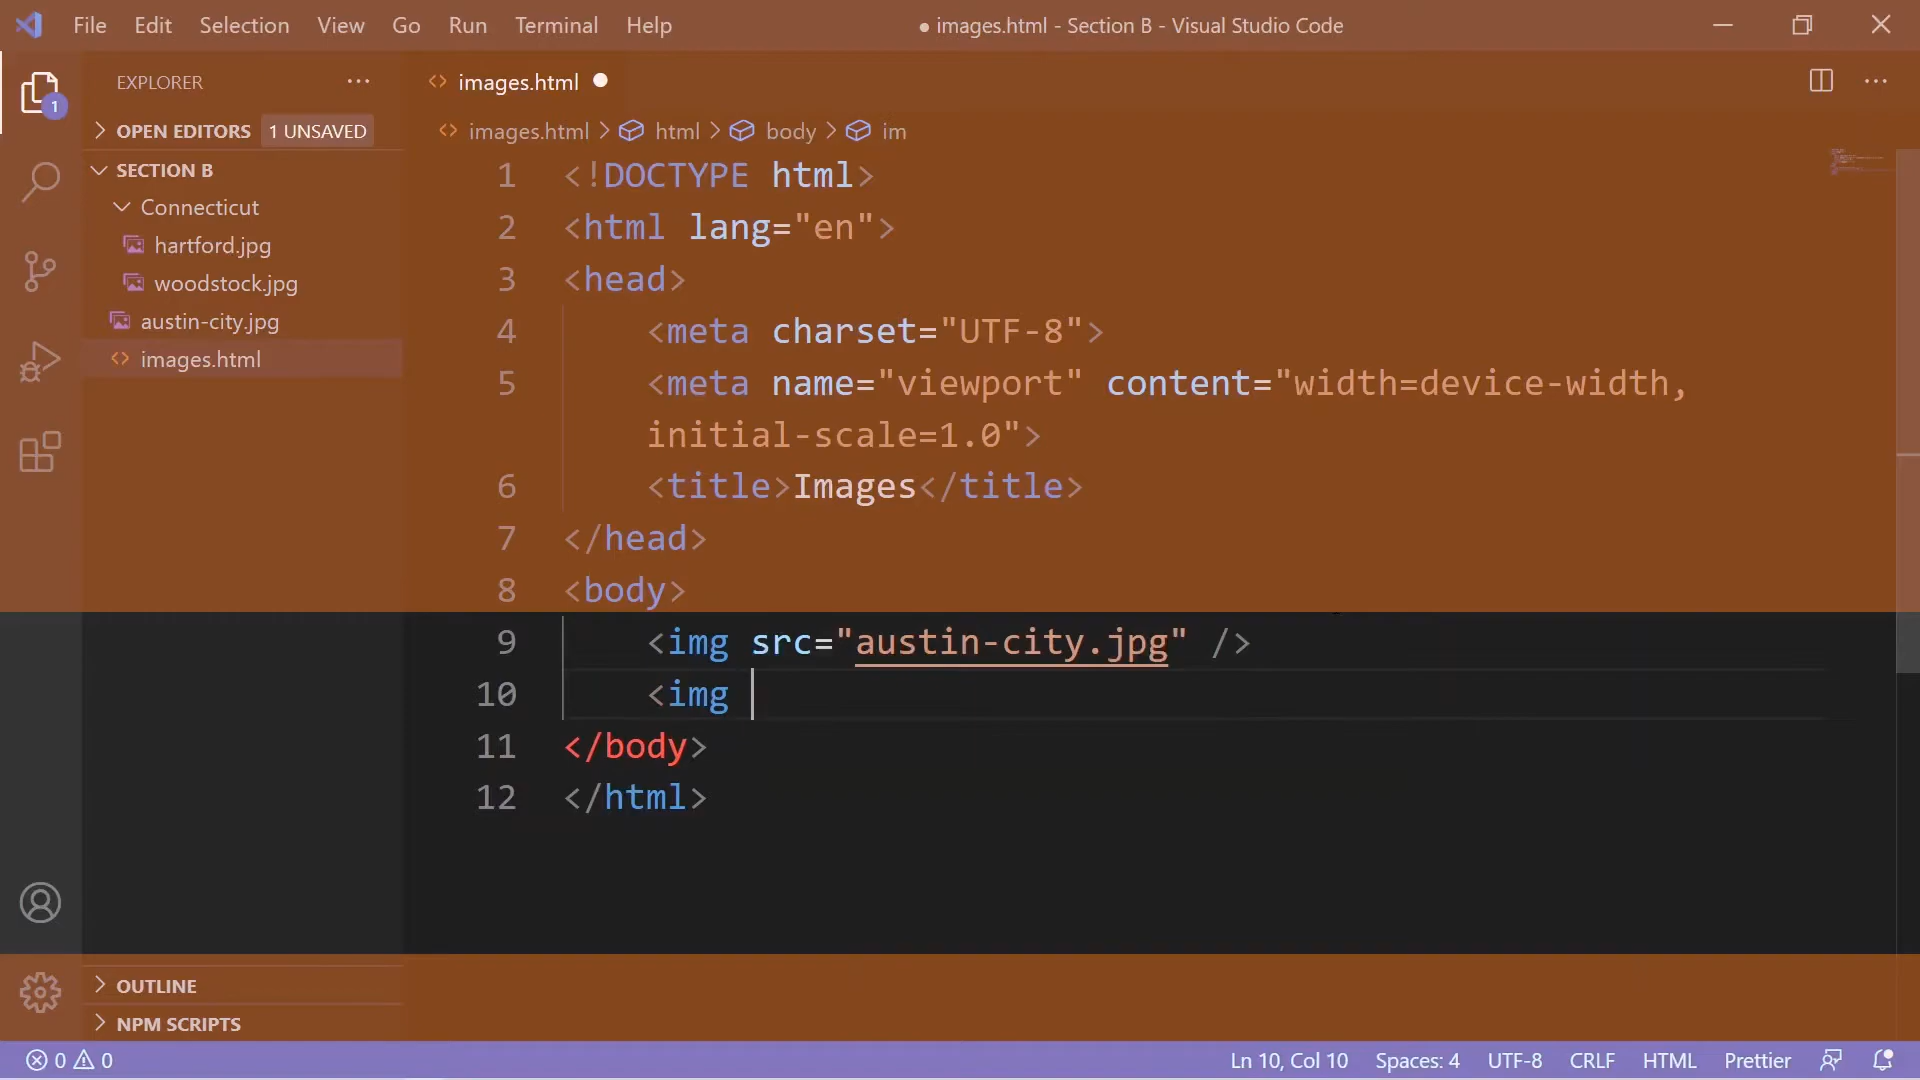 File Edit Selection View Go Run Terminal Help
● images.html - Section B - Visual Studio Code
EXPLORER
1
OPEN EDITORS 1 UNSAVED
SECTION B
Connecticut
hartford.jpg
woodstock.jpg
austin-city.jpg
images.html
OUTLINE
NPM SCRIPTS
images.html
images.html > html > body > im
1 <!DOCTYPE html>
2 <html lang="en">
3 <head>
4 <meta charset="UTF-8">
5 <meta name="viewport" content="width=device-width,
initial-scale=1.0">
6 <title>Images</title>
7 </head>
8 <body>
9 <img src="austin-city.jpg" />
10 <img
11 </body>
12 </html>
0 0
Ln 10, Col 10 Spaces: 4 UTF-8 CRLF HTML Prettier